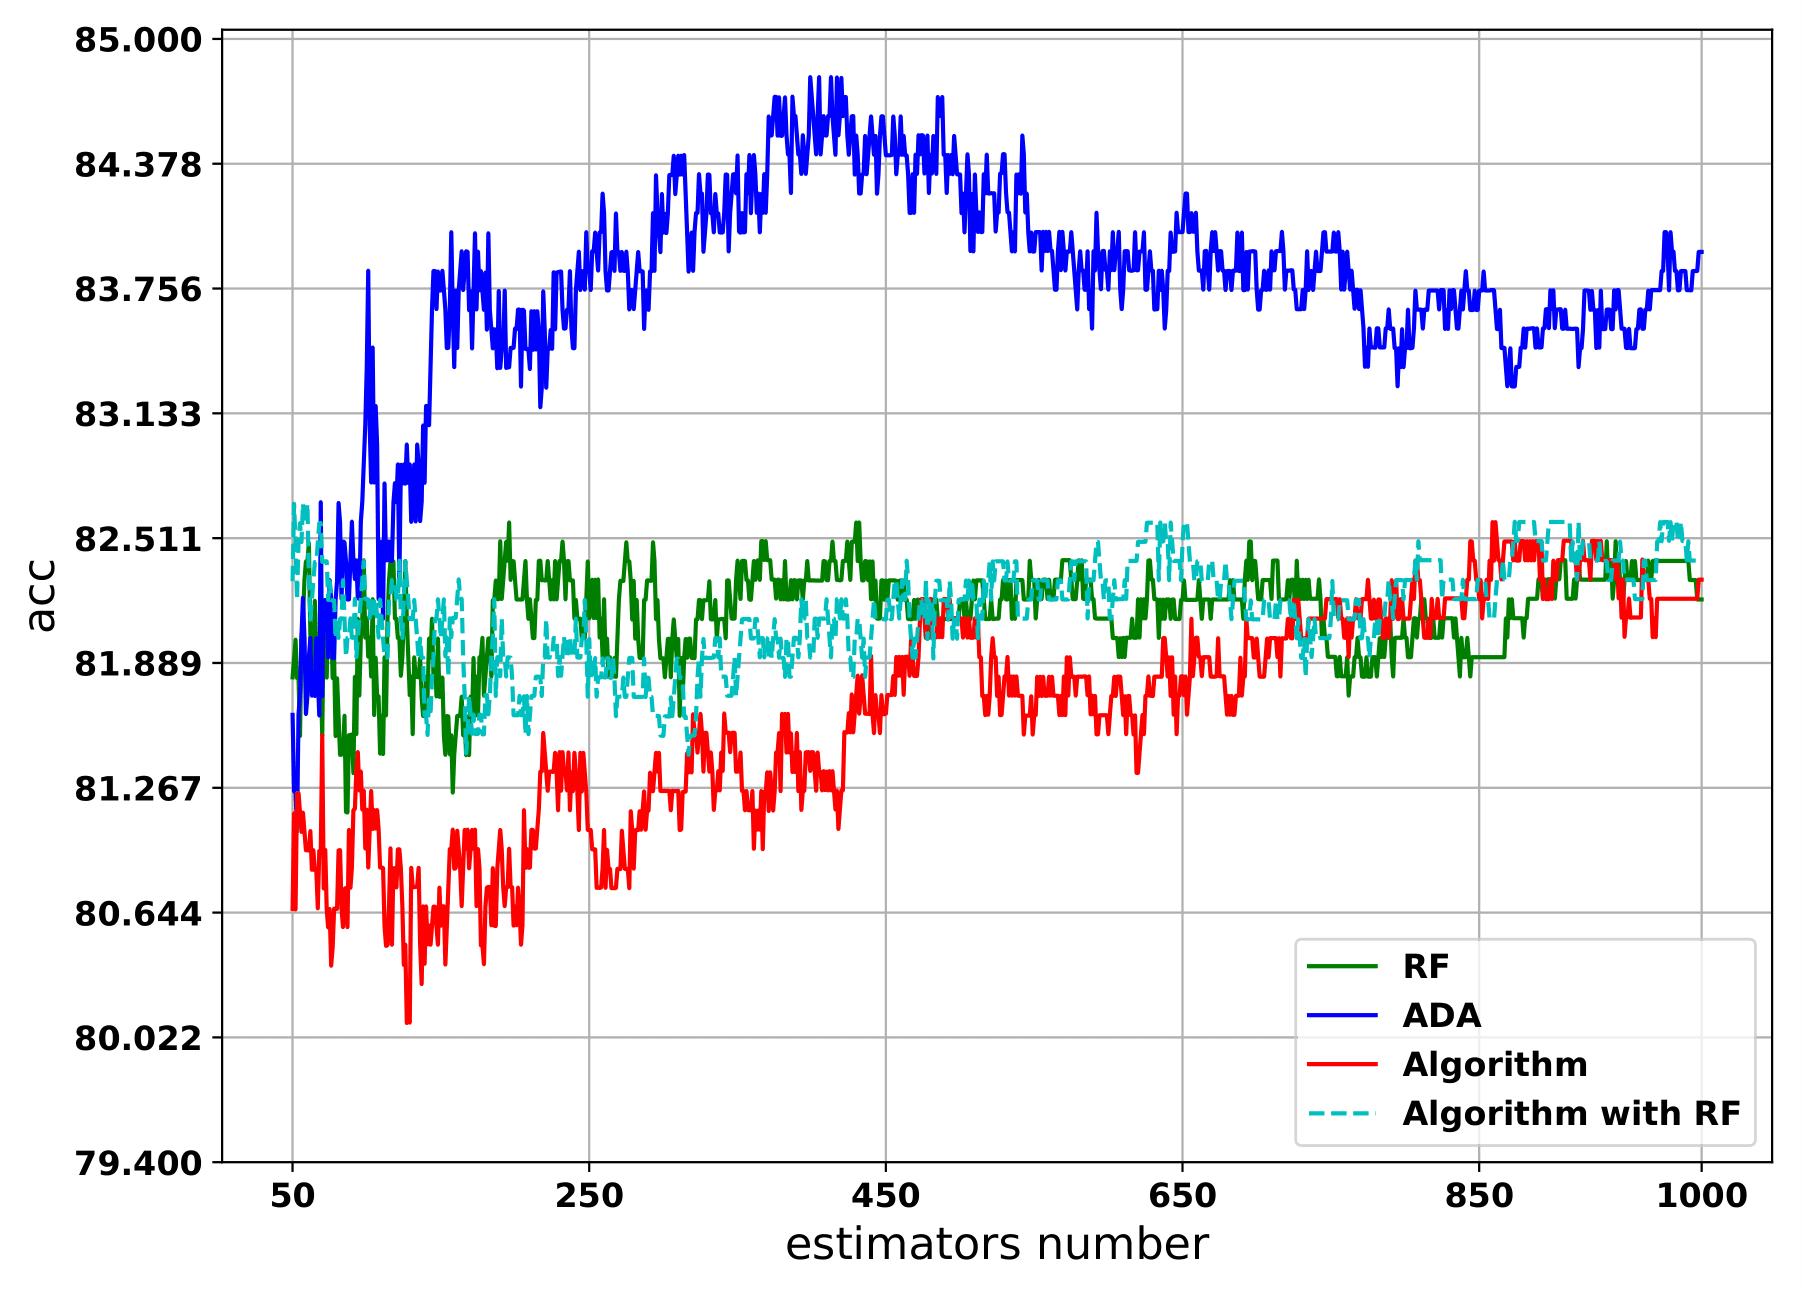 85.000
84.378
83.756
83.133
82.511
81.889
81.267
80.644
80.022
79.400
acc
50 250 450 650 850 1000
estimators number
RF
ADA
Algorithm
Algorithm with RF